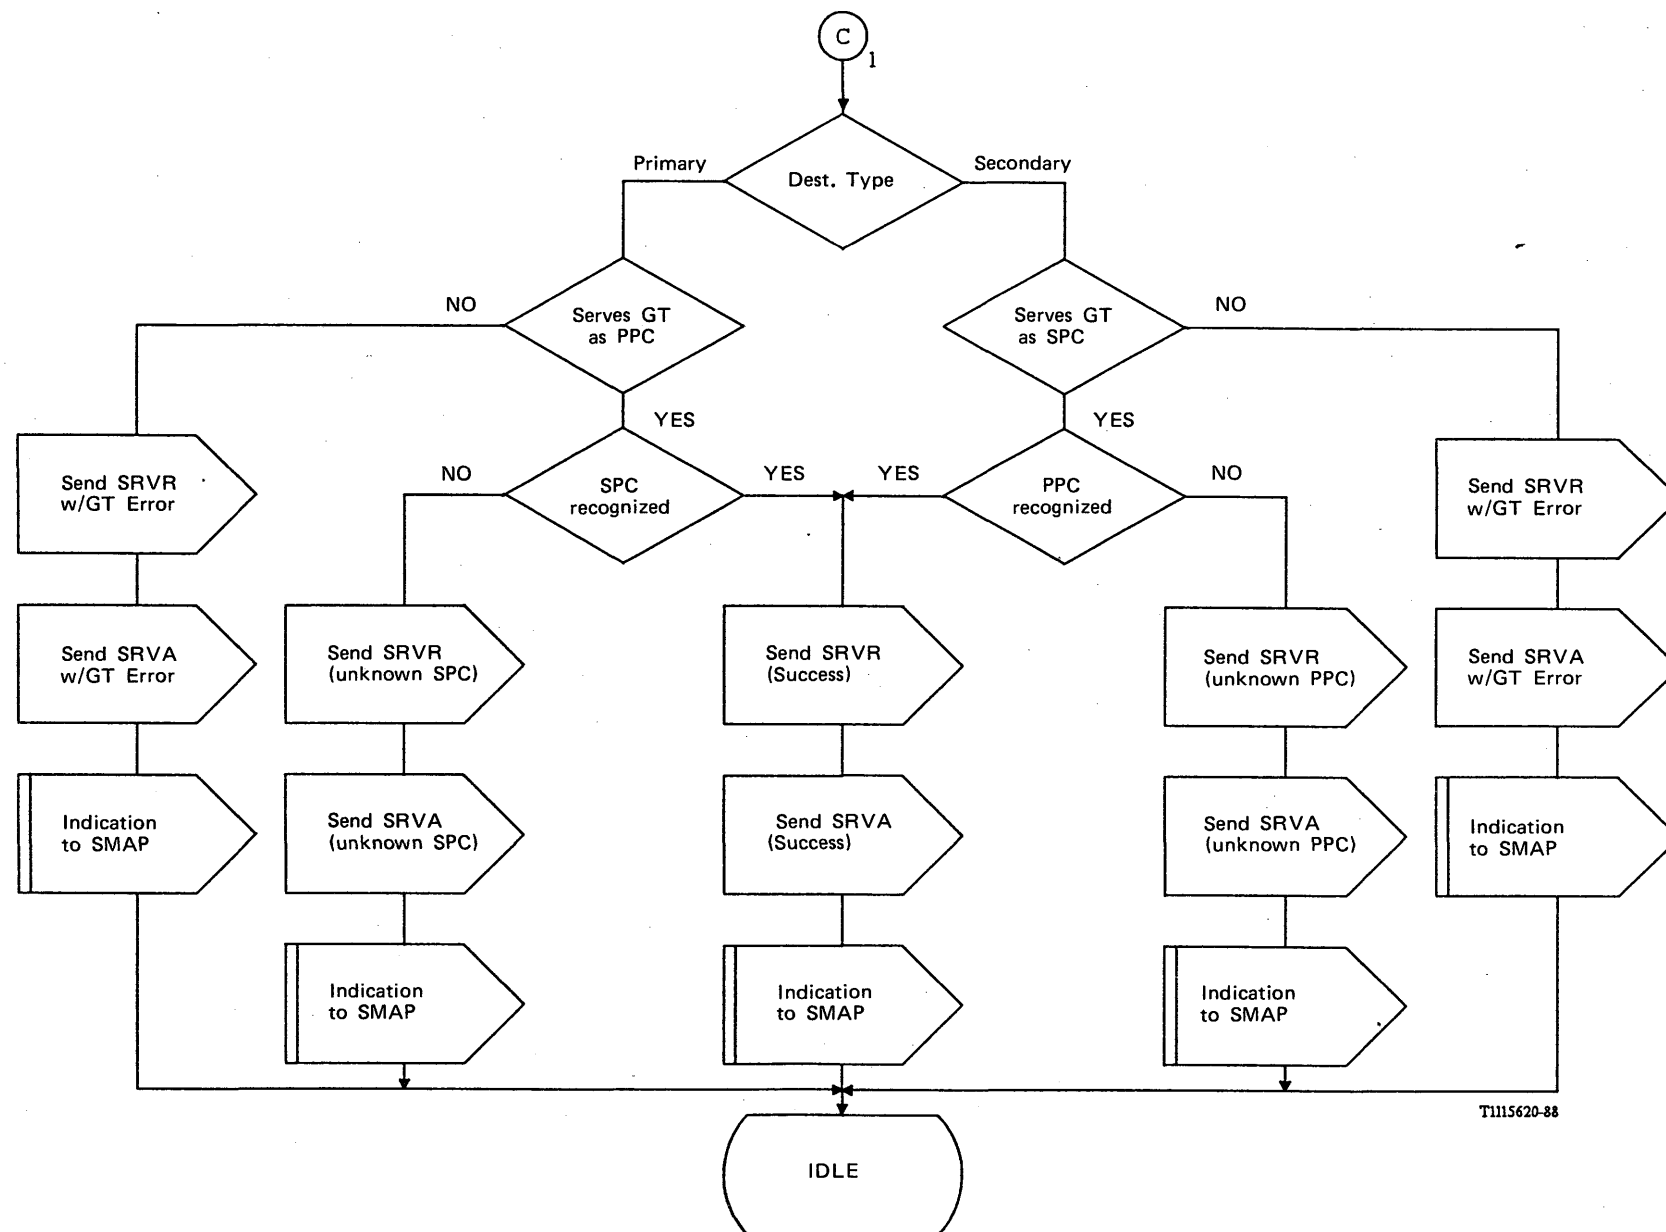 C
1
Primary
Secondary
Dest. Type
NO
Serves GT
as PPC
Serves GT
as SPC
NO
YES
YES
NO
SPC
recognized
YES
YES
PPC
recognized
NO
Send SRVR
w/GT Error
Send SRVR
w/GT Error
Send SRVA
w/GT Error
Send SRVR
(unknown SPC)
Send SRVR
(Success)
Send SRVR
(unknown PPC)
Send SRVA
w/GT Error
Indication
to SMAP
Send SRVA
(unknown SPC)
Send SRVA
(Success)
Send SRVA
(unknown PPC)
Indication
to SMAP
Indication
to SMAP
Indication
to SMAP
Indication
to SMAP
T1115620-88
IDLE